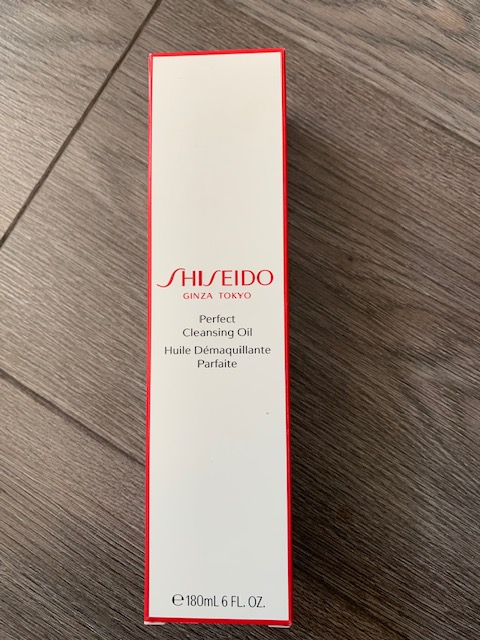 SHISEIDO
GINZA TOKYO
Perfect
Cleansing Oil
Huile Démaquillante
Parfaite
℮180mL 6 FL. OZ.